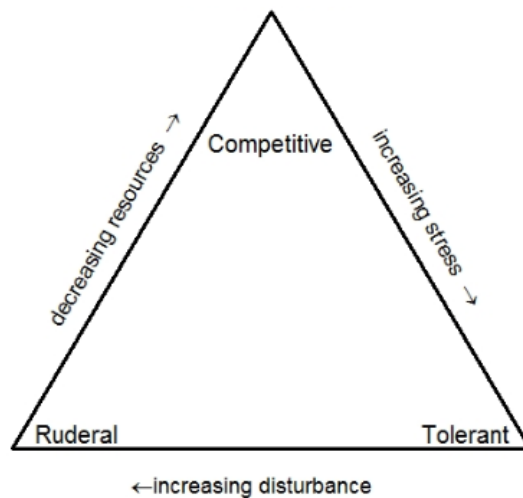 Competitive
decreasing resources →
increasing stress →
Ruderal
Tolerant
←increasing disturbance